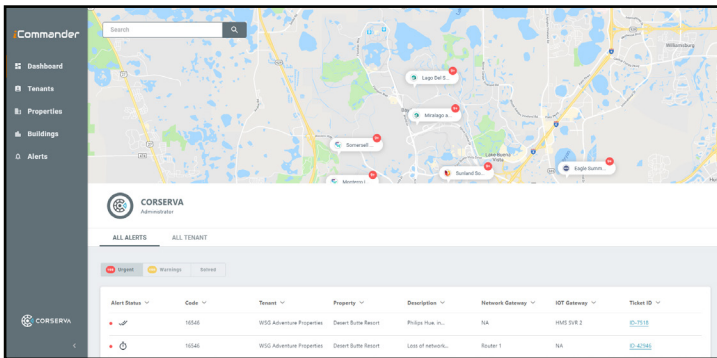 iCommander
Search
Dashboard
Tenants
Properties
Buildings
Alerts
Williamsburg
Lago Del S...
Miralago a...
Somersell...
Lake Buena
Vista
Sunland So...
Eagle Summ...
Monterry l...
CORSERVA
Administrator
ALL ALERTS ALL TENANT
Urgent Warnings Solved
Alert Status Code Tenant Property Description Network Gateway IOT Gateway Ticket ID
16546 WSG Adventure Properties Desert Butte Resort Philips Hue, in... NA HMS SVR 2 ID-7518
16546 WSG Adventure Properties Desert Butte Resort Loss of network... Router 1 NA ID-42946
CORSERVA